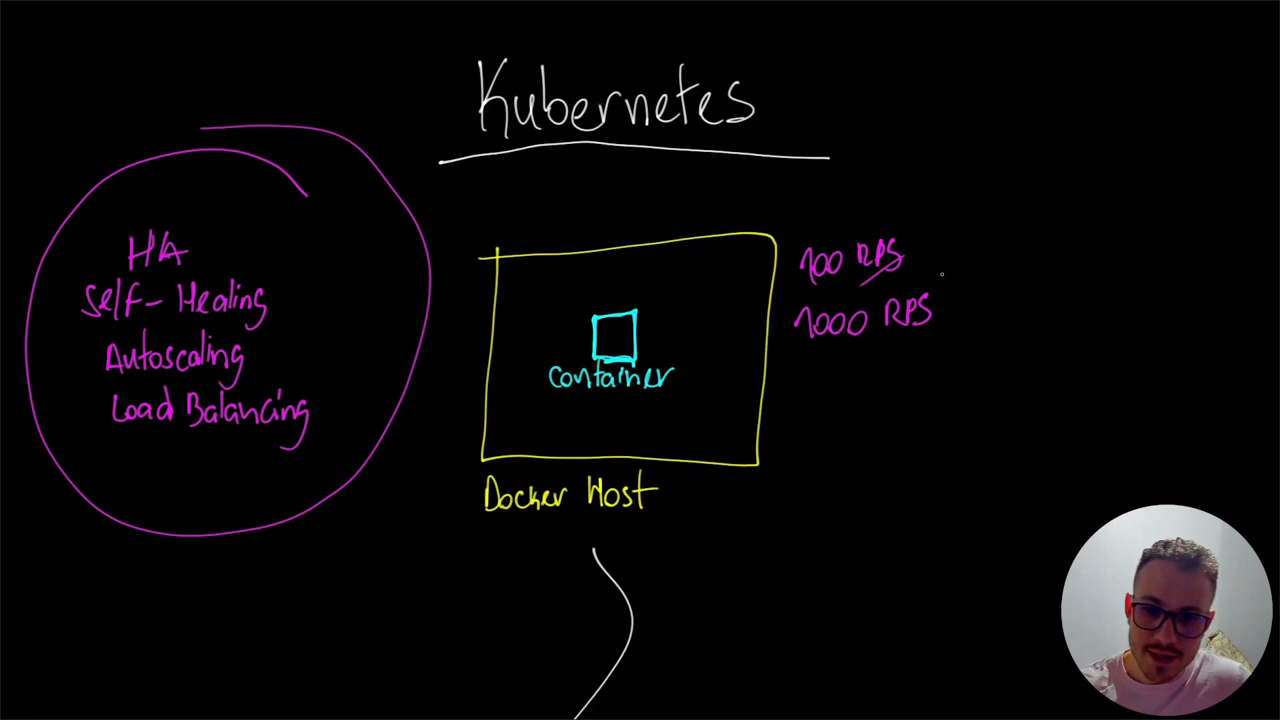 Kubernetes
HA
Self-Healing
Autoscaling
Load Balancing
100 RPS
1000 RPS
container
Docker Host